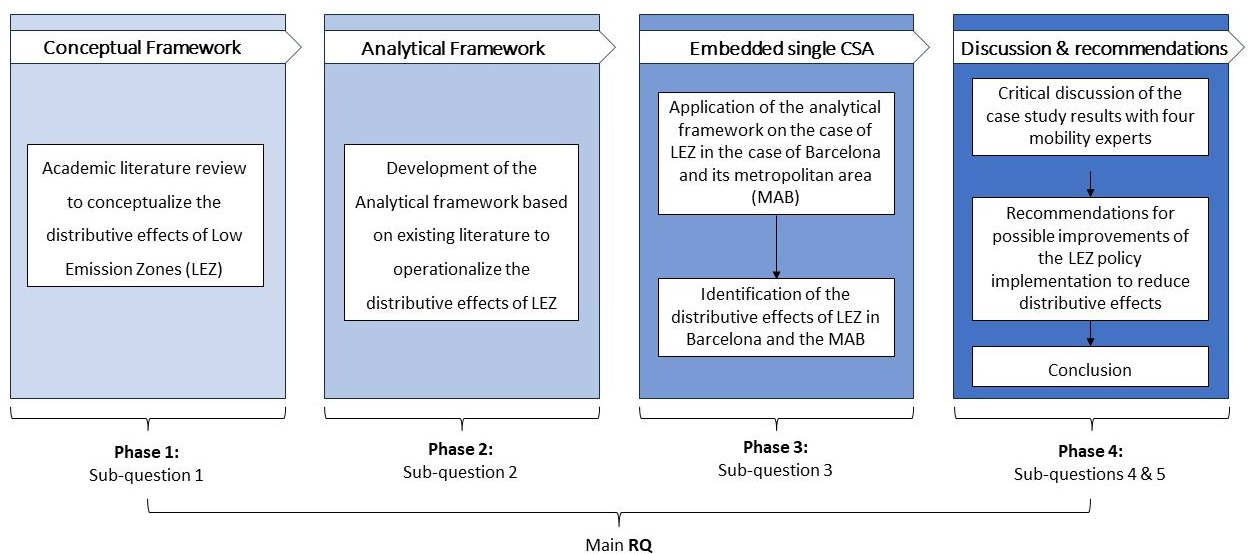 Conceptual Framework
Academic literature review
to conceptualize the
distributive effects of Low
Emission Zones (LEZ)
Phase 1:
Sub-question 1
Analytical Framework
Development of the
Analytical framework based
on existing literature to
operationalize the
distributive effects of LEZ
Phase 2:
Sub-question 2
Embedded single CSA
Application of the analytical
framework on the case of
LEZ in the case of Barcelona
and its metropolitan area
(MAB)
Identification of the
distributive effects of LEZ in
Barcelona and the MAB
Phase 3:
Sub-question 3
Discussion & recommendations
Critical discussion of the
case study results with four
mobility experts
Recommendations for
possible improvements of
the LEZ policy
implementation to reduce
distributive effects
Conclusion
Phase 4:
Sub-questions 4 & 5
Main RQ